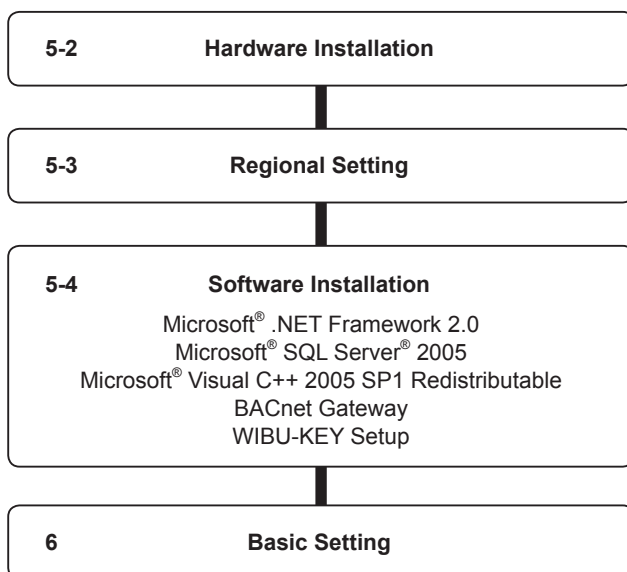 5-2 Hardware Installation
5-3 Regional Setting
5-4 Software Installation
Microsoft® .NET Framework 2.0
Microsoft® SQL Server® 2005
Microsoft® Visual C++ 2005 SP1 Redistributable
BACnet Gateway
WIBU-KEY Setup
6 Basic Setting